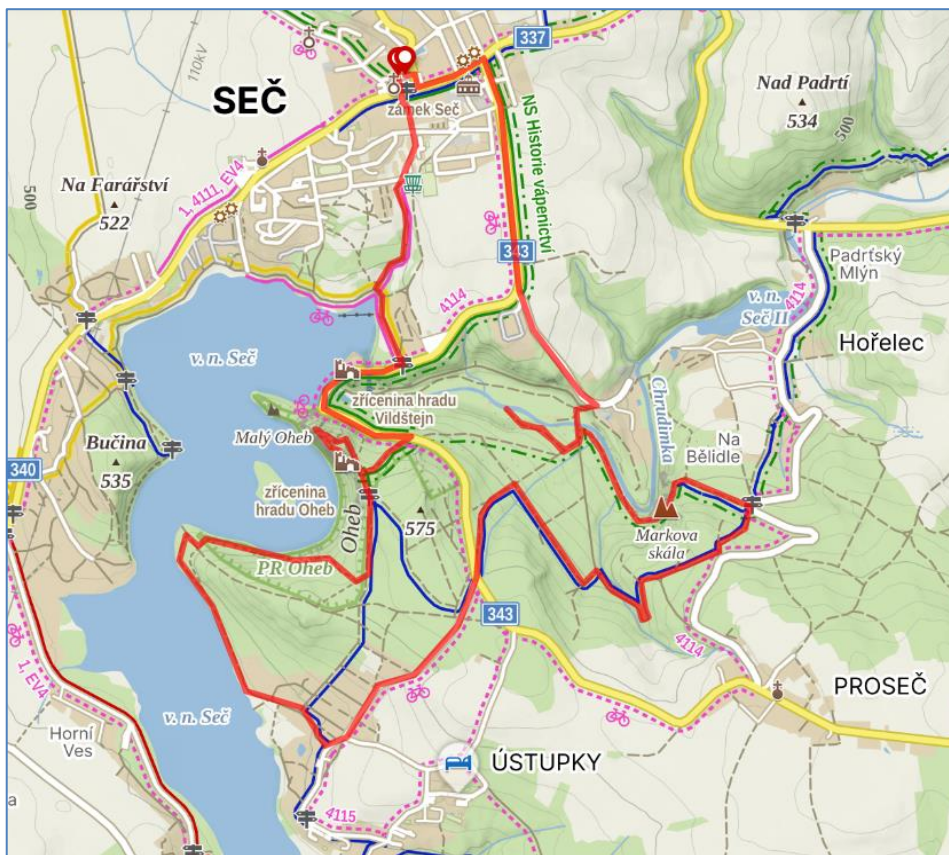 337
SEČ
110kV
zámek Seč
Nad Padrtí
534
500
NS Historie vápenictví
Na Farářství
522
500
1, 4111, EV4
343
Padrťský
Mlýn
4114
4114
v. n.
Seč II
Hořelec
v. n. Seč
zřícenina hradu
Vildštejn
Chrudimka
Malý Oheb
Na
Bělidle
Bučina
535
340
zřícenina
hradu Oheb
Oheb
575
Markova
skála
PR Oheb
343
4114
1, EV4
PROSEČ
v. n. Seč
Horní
Ves
ÚSTUPKY
a
4115